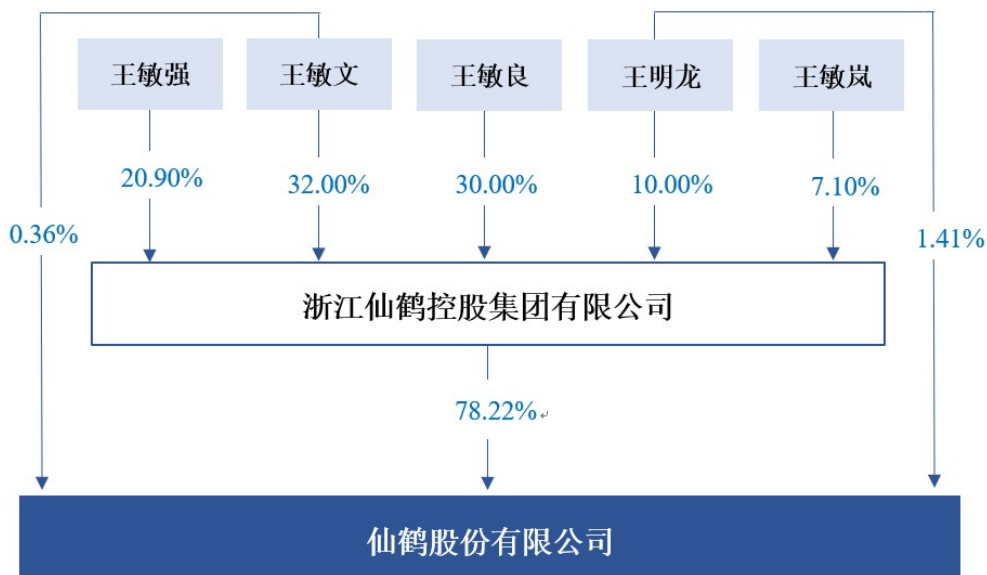 王敏强
王敏文
王敏良
王明龙
王敏岚
20.90%
32.00%
30.00%
10.00%
7.10%
0.36%
1.41%
浙江仙鹤控股集团有限公司
78.22%
仙鹤股份有限公司